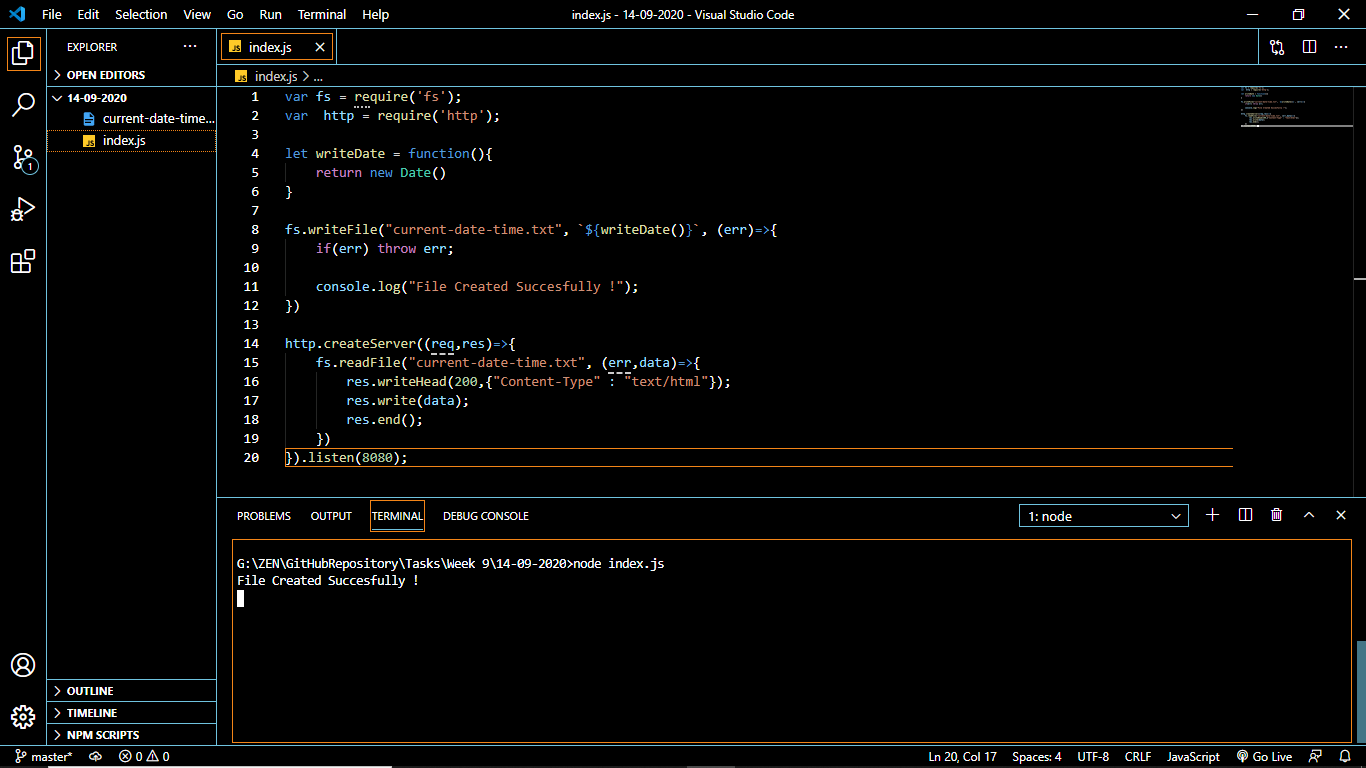 File Edit Selection View Go Run Terminal Help index.js - 14-09-2020 - Visual Studio Code
EXPLORER ...
JS index.js
OPEN EDITORS
JS index.js > ...
14-09-2020
current-date-time...
JS index.js
1
1 var fs = require('fs');
2 var  http = require('http');
3
4 let writeDate = function(){
5     return new Date()
6 }
7
8 fs.writeFile("current-date-time.txt", `${writeDate()}`, (err)=>{
9     if(err) throw err;
10
11     console.log("File Created Succesfully !");
12 })
13
14 http.createServer((req,res)=>{
15     fs.readFile("current-date-time.txt", (err,data)=>{
16         res.writeHead(200,{"Content-Type" : "text/html"});
17         res.write(data);
18         res.end();
19     })
20 }).listen(8080);
PROBLEMS OUTPUT TERMINAL DEBUG CONSOLE 1: node
G:\ZEN\GitHubRepository\Tasks\Week 9\14-09-2020>node index.js
File Created Succesfully !
OUTLINE
TIMELINE
NPM SCRIPTS
master* 0 0 Ln 20, Col 17 Spaces: 4 UTF-8 CRLF JavaScript Go Live